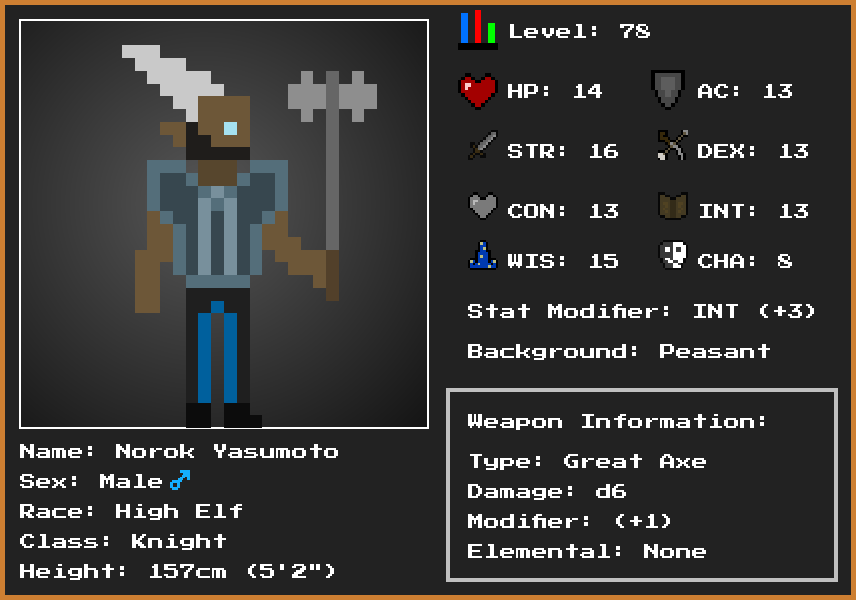 Level: 78
HP: 14 AC: 13
STR: 16 DEX: 13
CON: 13 INT: 13
WIS: 15 CHA: 8
Stat Modifier: INT (+3)
Background: Peasant
Weapon Information:
Type: Great Axe
Damage: d6
Modifier: (+1)
Elemental: None
Name: Norok Yasumoto
Sex: Male ♂
Race: High Elf
Class: Knight
Height: 157cm (5'2")